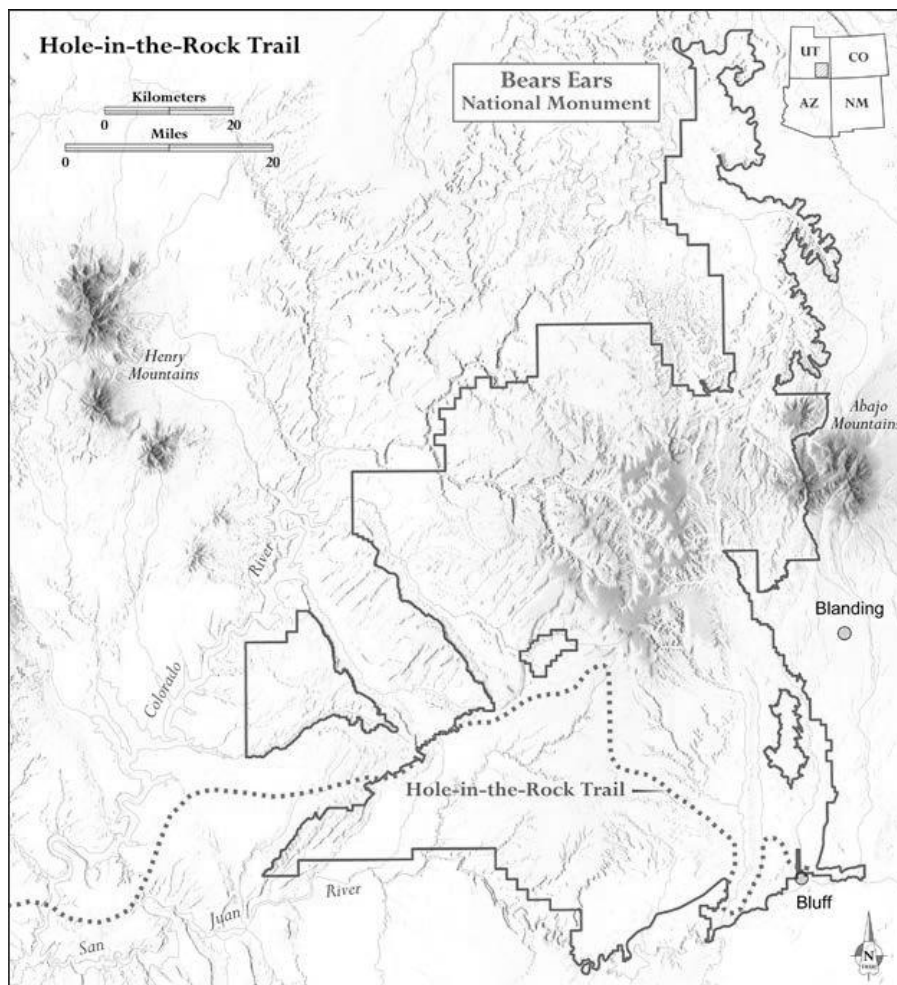 Hole-in-the-Rock Trail
Kilometers
0 20
Miles
0 20
Bears Ears
National Monument
UT
CO
AZ
NM
Henry
Mountains
Abajo
Mountains
River
Colorado
Blanding
Hole-in-the-Rock Trail
Bluff
River
Juan
San
N